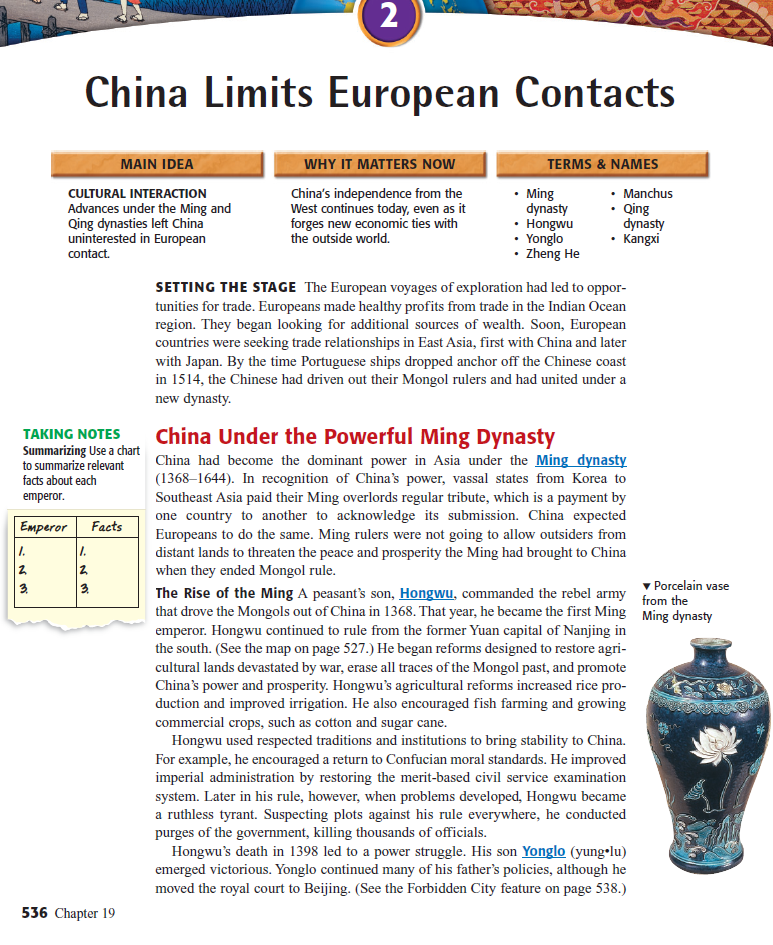 2
China Limits European Contacts
MAIN IDEA
CULTURAL INTERACTION
Advances under the Ming and
Qing dynasties left China
uninterested in European
contact.
WHY IT MATTERS NOW
China's independence from the
West continues today, even as it
forges new economic ties with
the outside world.
TERMS & NAMES
• Ming
dynasty
• Hongwu
• Yonglo
• Zheng He
• Manchus
• Qing
dynasty
• Kangxi
SETTING THE STAGE The European voyages of exploration had led to oppor-
tunities for trade. Europeans made healthy profits from trade in the Indian Ocean
region. They began looking for additional sources of wealth. Soon, European
countries were seeking trade relationships in East Asia, first with China and later
with Japan. By the time Portuguese ships dropped anchor off the Chinese coast
in 1514, the Chinese had driven out their Mongol rulers and had united under a
new dynasty.
TAKING NOTES
Summarizing Use a chart
to summarize relevant
facts about each
emperor.
Emperor Facts
1. 1.
2. 2.
3. 3.
China Under the Powerful Ming Dynasty
China had become the dominant power in Asia under the Ming dynasty
(1368–1644). In recognition of China's power, vassal states from Korea to
Southeast Asia paid their Ming overlords regular tribute, which is a payment by
one country to another to acknowledge its submission. China expected
Europeans to do the same. Ming rulers were not going to allow outsiders from
distant lands to threaten the peace and prosperity the Ming had brought to China
when they ended Mongol rule.
The Rise of the Ming A peasant's son, Hongwu, commanded the rebel army
that drove the Mongols out of China in 1368. That year, he became the first Ming
emperor. Hongwu continued to rule from the former Yuan capital of Nanjing in
the south. (See the map on page 527.) He began reforms designed to restore agri-
cultural lands devastated by war, erase all traces of the Mongol past, and promote
China's power and prosperity. Hongwu's agricultural reforms increased rice pro-
duction and improved irrigation. He also encouraged fish farming and growing
commercial crops, such as cotton and sugar cane.
Hongwu used respected traditions and institutions to bring stability to China.
For example, he encouraged a return to Confucian moral standards. He improved
imperial administration by restoring the merit-based civil service examination
system. Later in his rule, however, when problems developed, Hongwu became
a ruthless tyrant. Suspecting plots against his rule everywhere, he conducted
purges of the government, killing thousands of officials.
Hongwu's death in 1398 led to a power struggle. His son Yonglo (yung•lu)
emerged victorious. Yonglo continued many of his father's policies, although he
moved the royal court to Beijing. (See the Forbidden City feature on page 538.)
▼ Porcelain vase
from the
Ming dynasty
536 Chapter 19